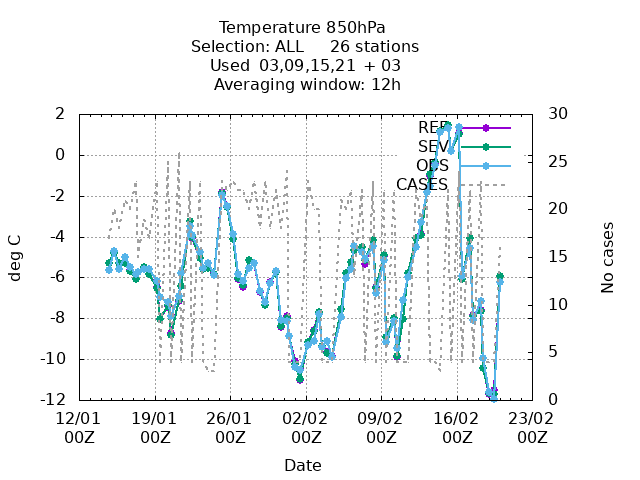 Temperature 850hPa
Selection: ALL 26 stations
Used 03,09,15,21 + 03
Averaging window: 12h
REF
SEV
OBS
CASES
deg C
2
0
-2
-4
-6
-8
-10
-12
No cases
30
25
20
15
10
5
0
12/01 19/01 26/01 02/02 09/02 16/02 23/02
00Z 00Z 00Z 00Z 00Z 00Z 00Z
Date